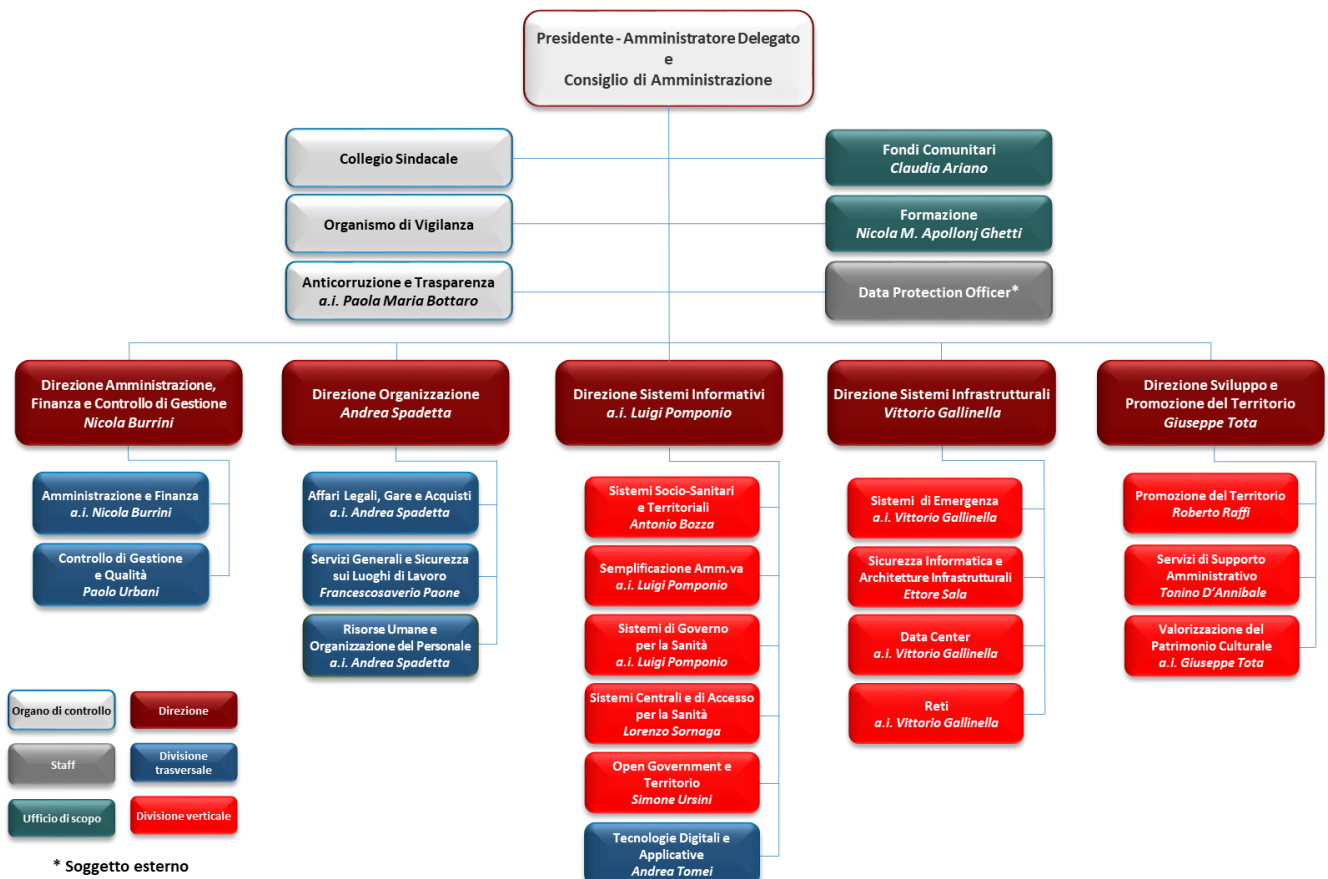 Presidente - Amministratore Delegato
e
Consiglio di Amministrazione
Collegio Sindacale
Fondi Comunitari
Claudia Ariano
Organismo di Vigilanza
Formazione
Nicola M. Apollonj Ghetti
Anticorruzione e Trasparenza
a.i. Paola Maria Bottaro
Data Protection Officer*
Direzione Amministrazione,
Finanza e Controllo di Gestione
Nicola Burrini
Direzione Organizzazione
Andrea Spadetta
Direzione Sistemi Informativi
a.i. Luigi Pomponio
Direzione Sistemi Infrastrutturali
Vittorio Gallinella
Direzione Sviluppo e
Promozione del Territorio
Giuseppe Tota
Amministrazione e Finanza
a.i. Nicola Burrini
Controllo di Gestione
e Qualità
Paolo Urbani
Affari Legali, Gare e Acquisti
a.i. Andrea Spadetta
Servizi Generali e Sicurezza
sui Luoghi di Lavoro
Francescosaverio Paone
Risorse Umane e
Organizzazione del Personale
a.i. Andrea Spadetta
Sistemi Socio-Sanitari
e Territoriali
Antonio Bozza
Semplificazione Amm.va
a.i. Luigi Pomponio
Sistemi di Governo
per la Sanità
a.i. Luigi Pomponio
Sistemi Centrali e di Accesso
per la Sanità
Lorenzo Sornaga
Open Government e
Territorio
Simone Ursini
Tecnologie Digitali e
Applicative
Andrea Tomei
Sistemi di Emergenza
a.i. Vittorio Gallinella
Sicurezza Informatica e
Architetture Infrastrutturali
Ettore Sala
Data Center
a.i. Vittorio Gallinella
Reti
a.i. Vittorio Gallinella
Promozione del Territorio
Roberto Raffi
Servizi di Supporto
Amministrativo
Tonino D'Annibale
Valorizzazione del
Patrimonio Culturale
a.i. Giuseppe Tota
Organo di controllo
Direzione
Staff
Divisione
trasversale
Ufficio di scopo
Divisione verticale
* Soggetto esterno